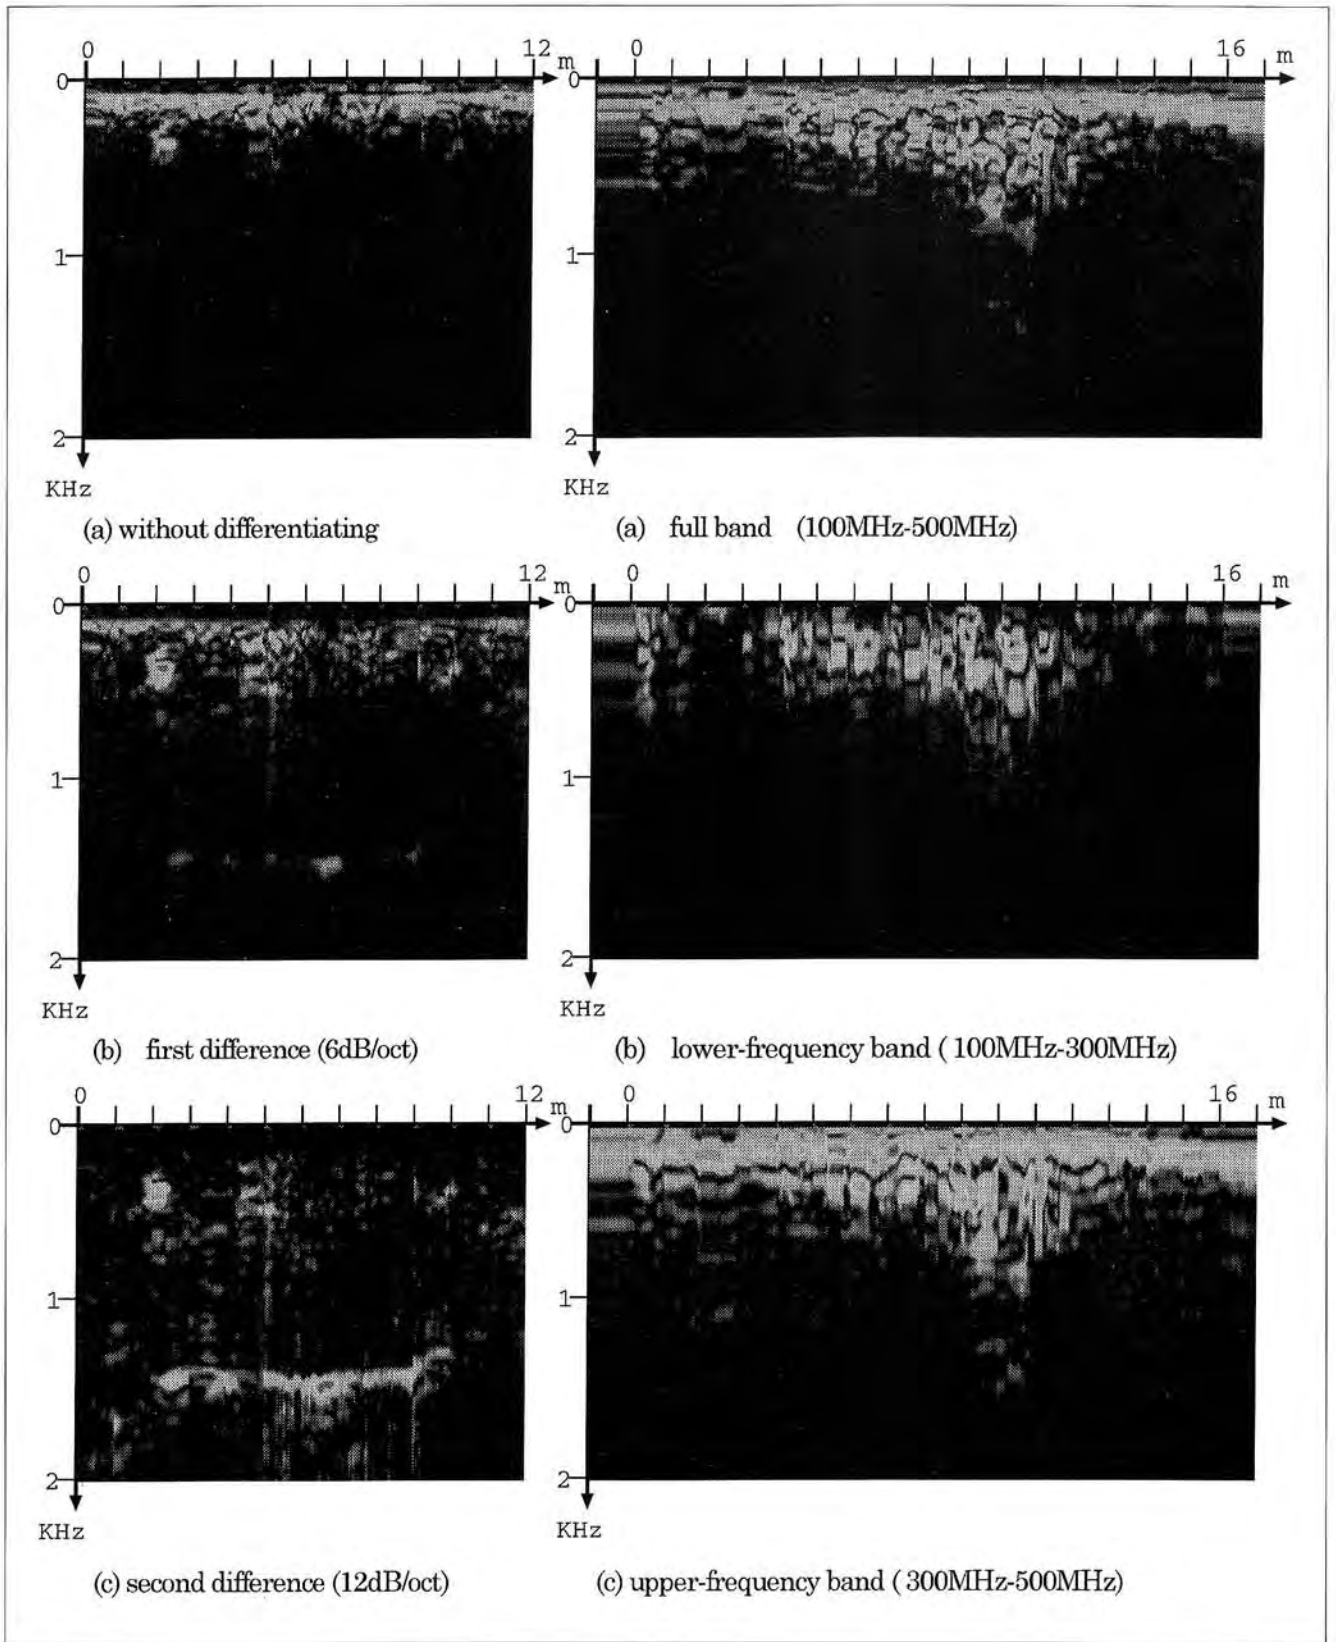 0 12 m 0 16 m
0 0
1 1
2 2
KHz KHz
(a) without differentiating (a) full band (100MHz-500MHz)
0 12 m 0 16 m
0 0
1 1
2 2
KHz KHz
(b) first difference (6dB/oct) (b) lower-frequency band ( 100MHz-300MHz)
0 12 m 0 16 m
0 0
1 1
2 2
KHz KHz
(c) second difference (12dB/oct) (c) upper-frequency band ( 300MHz-500MHz)